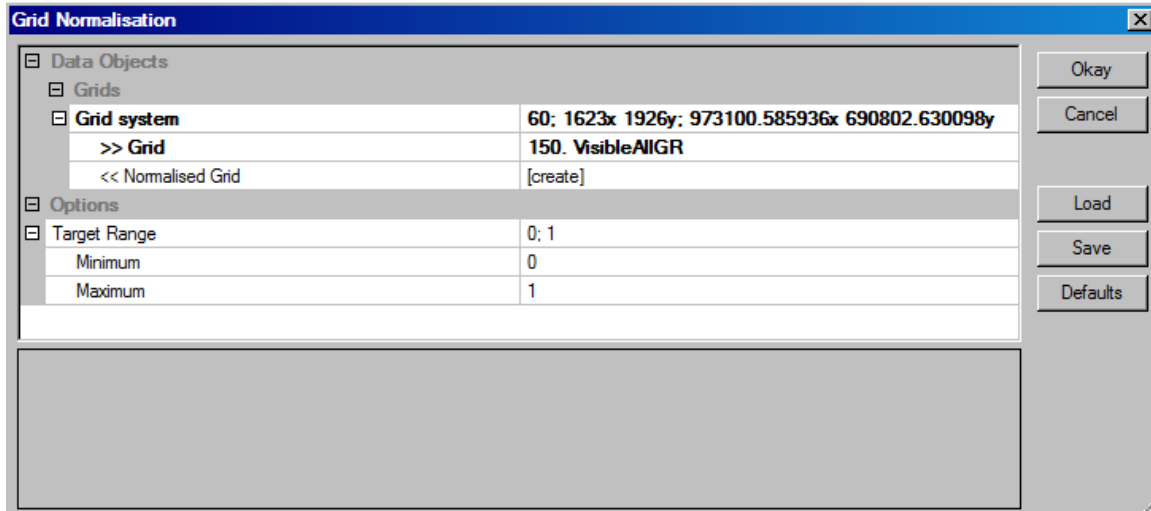 Grid Normalisation
Data Objects
Okay
Grids
Grid system 60; 1623x 1926y; 973100.585936x 690802.630098y
Cancel
>> Grid 150. VisibleAllGR
<< Normalised Grid [create]
Options
Load
Target Range 0; 1
Save
Minimum 0
Maximum 1
Defaults